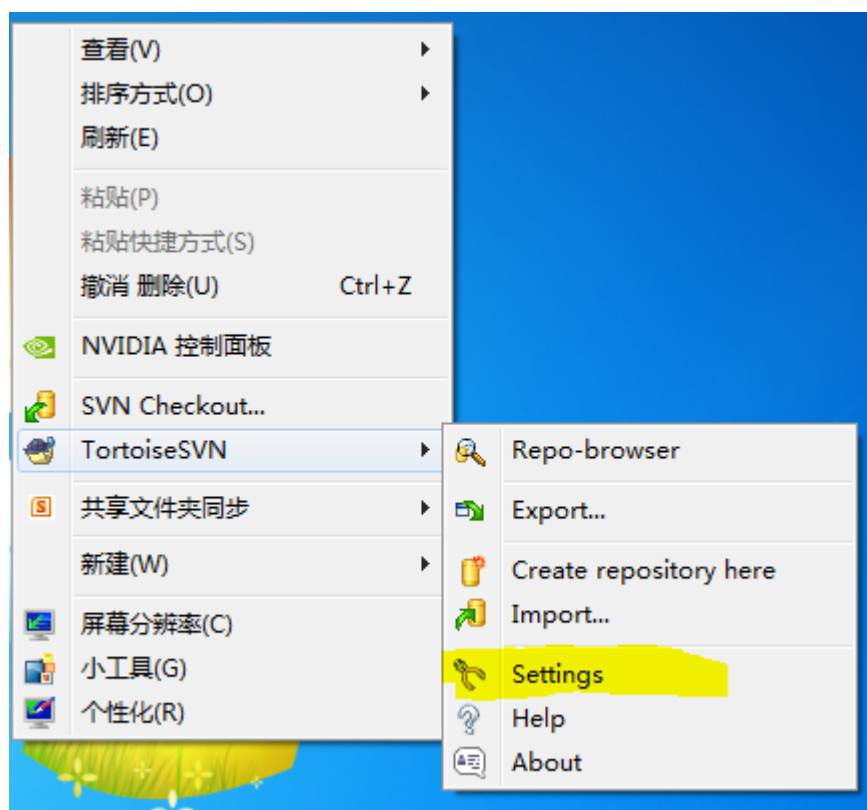 查看(V)
排序方式(O)
刷新(E)
粘贴(P)
粘贴快捷方式(S)
撤消 删除(U) Ctrl+Z
NVIDIA 控制面板
SVN Checkout...
TortoiseSVN
共享文件夹同步
新建(W)
屏幕分辨率(C)
小工具(G)
个性化(R)
Repo-browser
Export...
Create repository here
Import...
Settings
Help
About